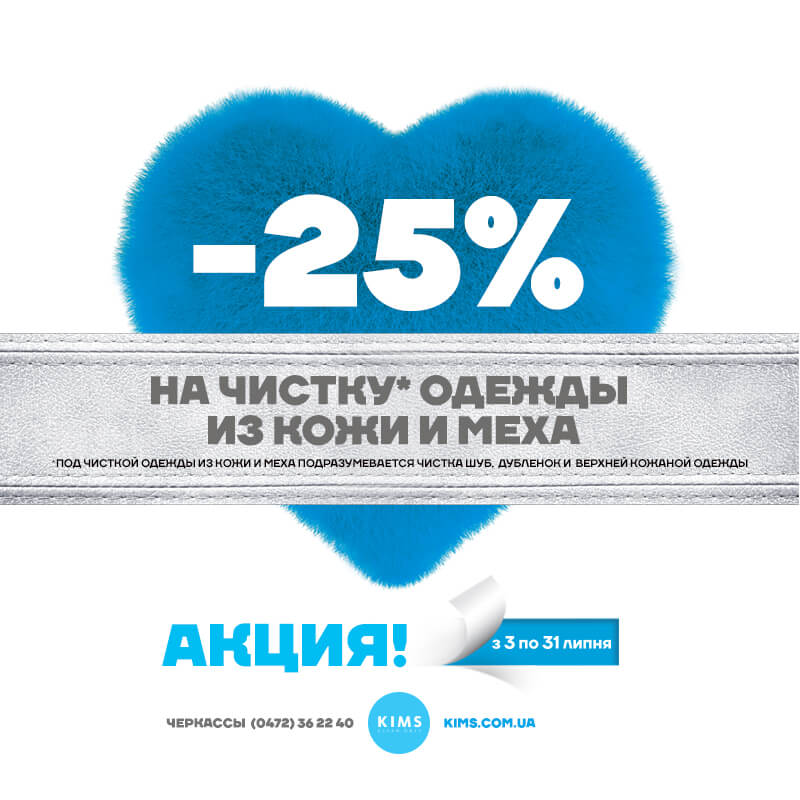 -25%
НА ЧИСТКУ* ОДЕЖДЫ
ИЗ КОЖИ И МЕХА
*ПОД ЧИСТКОЙ ОДЕЖДЫ ИЗ КОЖИ И МЕХА ПОДРАЗУМЕВАЕТСЯ ЧИСТКА ШУБ, ДУБЛЕНОК И ВЕРХНЕЙ КОЖАНОЙ ОДЕЖДЫ
АКЦИЯ!
з 3 по 31 липня
ЧЕРКАССЫ (0472) 36 22 40
KIMS
KIMS.COM.UA